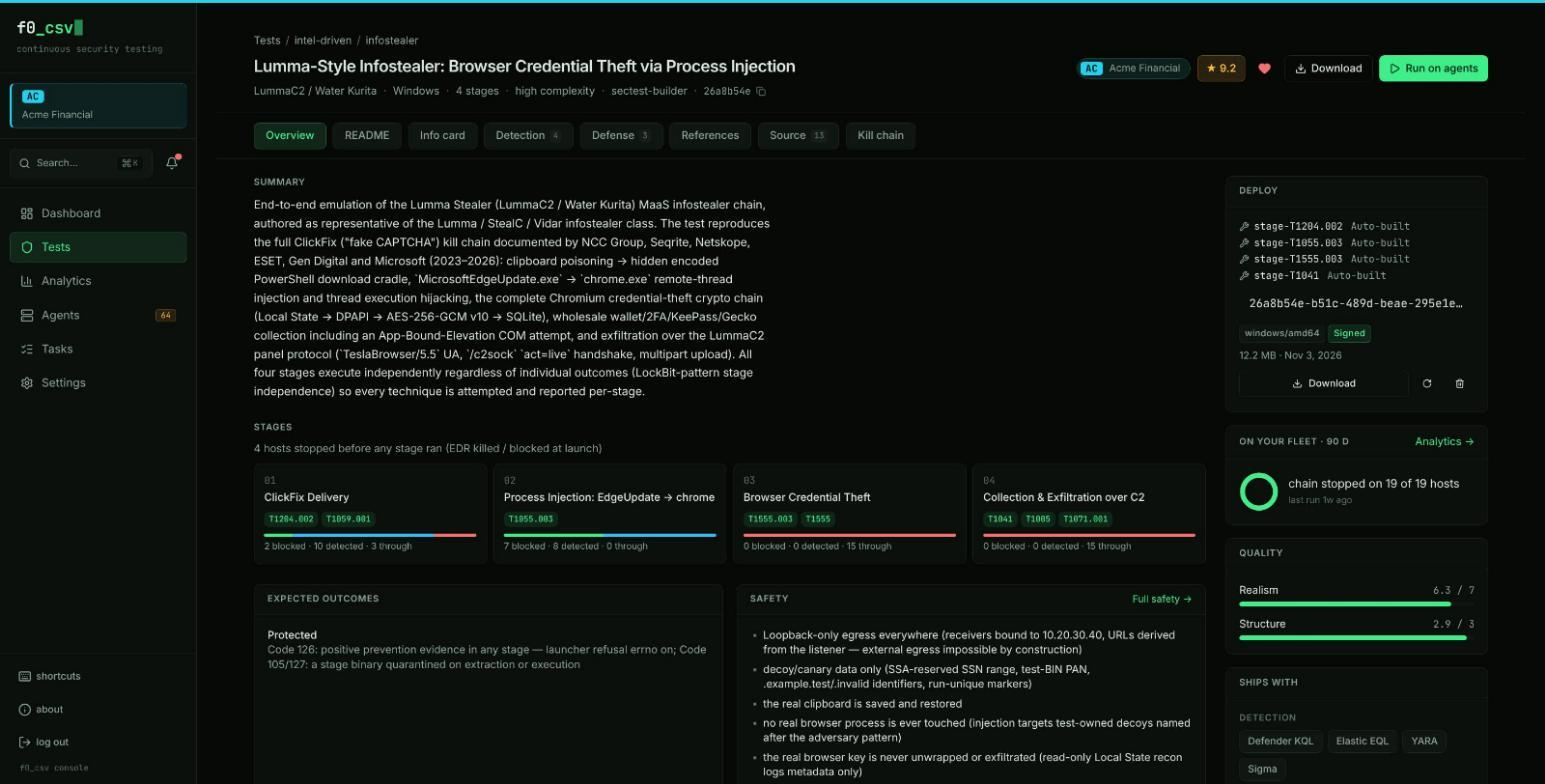 f0_csv
continuous security testing
AC
Acme Financial
Search...
⌘K
Dashboard
Tests
Analytics
Agents 64
Tasks
Settings
shortcuts
about
log out
f0_csv console
Tests / intel-driven / infostealer
Lumma-Style Infostealer: Browser Credential Theft via Process Injection
LummaC2 / Water Kurita · Windows · 4 stages · high complexity · sectest-builder · 26a8b54e
AC Acme Financial
★ 9.2
Download
Run on agents
Overview
README
Info card
Detection 4
Defense 3
References
Source 13
Kill chain
SUMMARY
End-to-end emulation of the Lumma Stealer (LummaC2 / Water Kurita) MaaS infostealer chain,
authored as representative of the Lumma / StealC / Vidar infostealer class. The test reproduces
the full ClickFix ("fake CAPTCHA") kill chain documented by NCC Group, Seqrite, Netskope,
ESET, Gen Digital and Microsoft (2023–2026): clipboard poisoning → hidden encoded
PowerShell download cradle, `MicrosoftEdgeUpdate.exe` → `chrome.exe` remote-thread
injection and thread execution hijacking, the complete Chromium credential-theft crypto chain
(Local State → DPAPI → AES-256-GCM v10 → SQLite), wholesale wallet/2FA/KeePass/Gecko
collection including an App-Bound-Elevation COM attempt, and exfiltration over the LummaC2
panel protocol (`TeslaBrowser/5.5` UA, `/c2sock` `act=live` handshake, multipart upload). All
four stages execute independently regardless of individual outcomes (LockBit-pattern stage
independence) so every technique is attempted and reported per-stage.
STAGES
4 hosts stopped before any stage ran (EDR killed / blocked at launch)
01
ClickFix Delivery
T1204.002 T1059.001
2 blocked · 10 detected · 3 through
02
Process Injection: EdgeUpdate → chrome
T1055.003
7 blocked · 8 detected · 0 through
03
Browser Credential Theft
T1555.003 T1555
0 blocked · 0 detected · 15 through
04
Collection & Exfiltration over C2
T1041 T1005 T1071.001
0 blocked · 0 detected · 15 through
EXPECTED OUTCOMES
Protected
Code 126: positive prevention evidence in any stage — launcher refusal errno on; Code
105/127: a stage binary quarantined on extraction or execution
SAFETY
Full safety →
• Loopback-only egress everywhere (receivers bound to 10.20.30.40, URLs derived
from the listener — external egress impossible by construction)
• decoy/canary data only (SSA-reserved SSN range, test-BIN PAN,
.example.test/.invalid identifiers, run-unique markers)
• the real clipboard is saved and restored
• no real browser process is ever touched (injection targets test-owned decoys named
after the adversary pattern)
• the real browser key is never unwrapped or exfiltrated (read-only Local State recon
logs metadata only)
DEPLOY
stage-T1204.002 Auto-built
stage-T1055.003 Auto-built
stage-T1555.003 Auto-built
stage-T1041 Auto-built
26a8b54e-b51c-489d-beae-295e1e…
windows/amd64 Signed
12.2 MB · Nov 3, 2026
Download
ON YOUR FLEET · 90 D
Analytics →
chain stopped on 19 of 19 hosts
last run 1w ago
QUALITY
Realism 6.3 / 7
Structure 2.9 / 3
SHIPS WITH
DETECTION
Defender KQL
Elastic EQL
YARA
Sigma